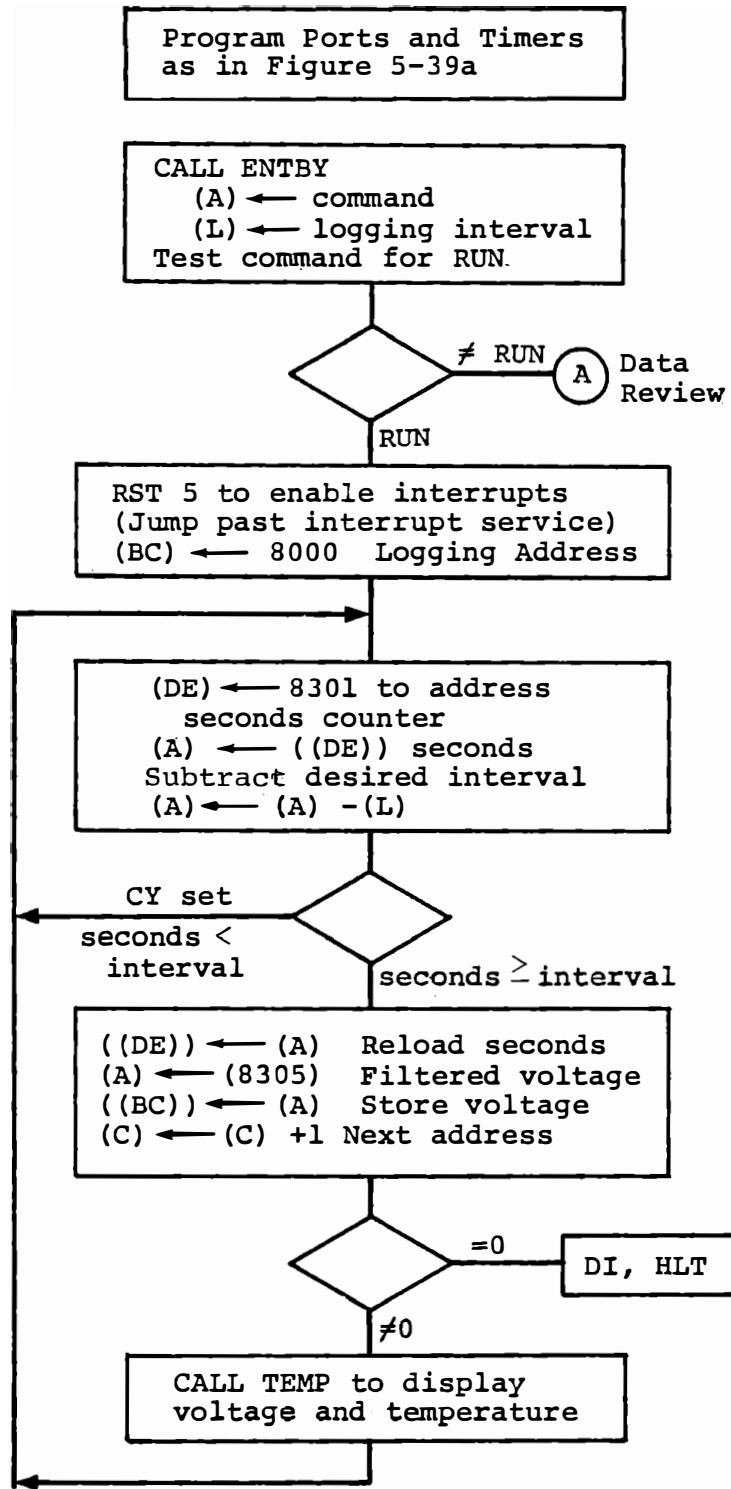 Program Ports and Timers
as in Figure 5-39a
CALL ENTBY
(A) ← command
(L) ← logging interval
Test command for RUN.
≠ RUN
A
Data
Review
RUN
RST 5 to enable interrupts
(Jump past interrupt service)
(BC) ← 8000 Logging Address
(DE) ← 8301 to address
seconds counter
(A) ← ((DE)) seconds
Subtract desired interval
(A) ← (A) -(L)
CY set
seconds <
interval
seconds ≥ interval
((DE)) ← (A) Reload seconds
(A) ← (8305) Filtered voltage
((BC)) ← (A) Store voltage
(C) ← (C) +1 Next address
=0
DI, HLT
≠0
CALL TEMP to display
voltage and temperature